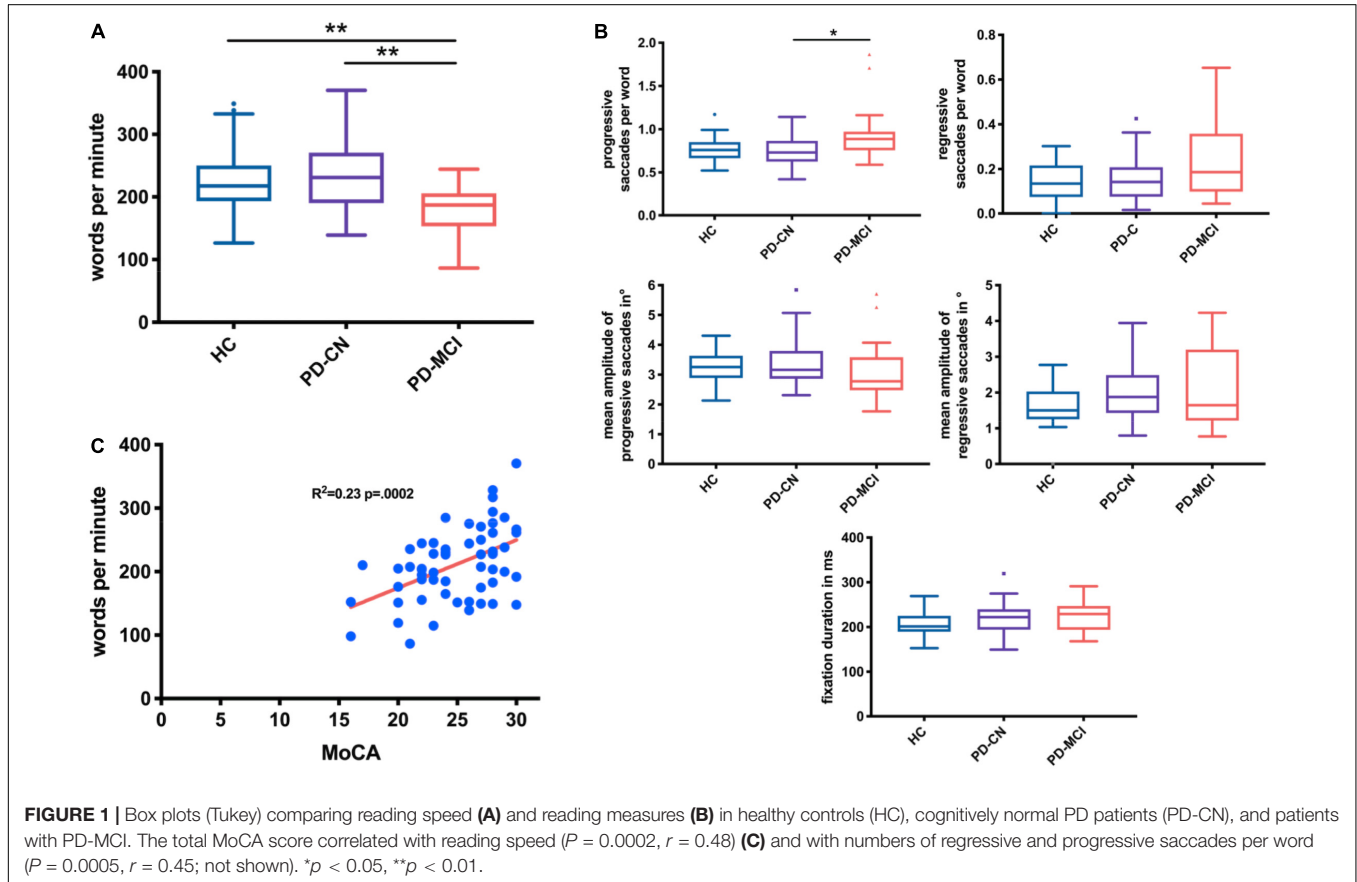 A
**
**
400
300
200
100
0
words per minute
HC
PD-CN
PD-MCI
B
*
2.0
1.5
1.0
0.5
0.0
progressive
saccades per word
HC
PD-CN
PD-MCI
0.8
0.6
0.4
0.2
0.0
regressive
saccades per word
HC
PD-C
PD-MCI
6
5
4
3
2
1
0
mean amplitude of
progressive saccades in°
HC
PD-CN
PD-MCI
5
4
3
2
1
0
mean amplitude of
regressive saccades in °
HC
PD-CN
PD-MCI
C
400
300
200
100
0
words per minute
R²=0.23 p=.0002
0 5 10 15 20 25 30
MoCA
400
300
200
100
0
fixation duration in ms
HC
PD-CN
PD-MCI
FIGURE 1 | Box plots (Tukey) comparing reading speed (A) and reading measures (B) in healthy controls (HC), cognitively normal PD patients (PD-CN), and patients
with PD-MCI. The total MoCA score correlated with reading speed (P = 0.0002, r = 0.48) (C) and with numbers of regressive and progressive saccades per word
(P = 0.0005, r = 0.45; not shown). *p < 0.05, **p < 0.01.